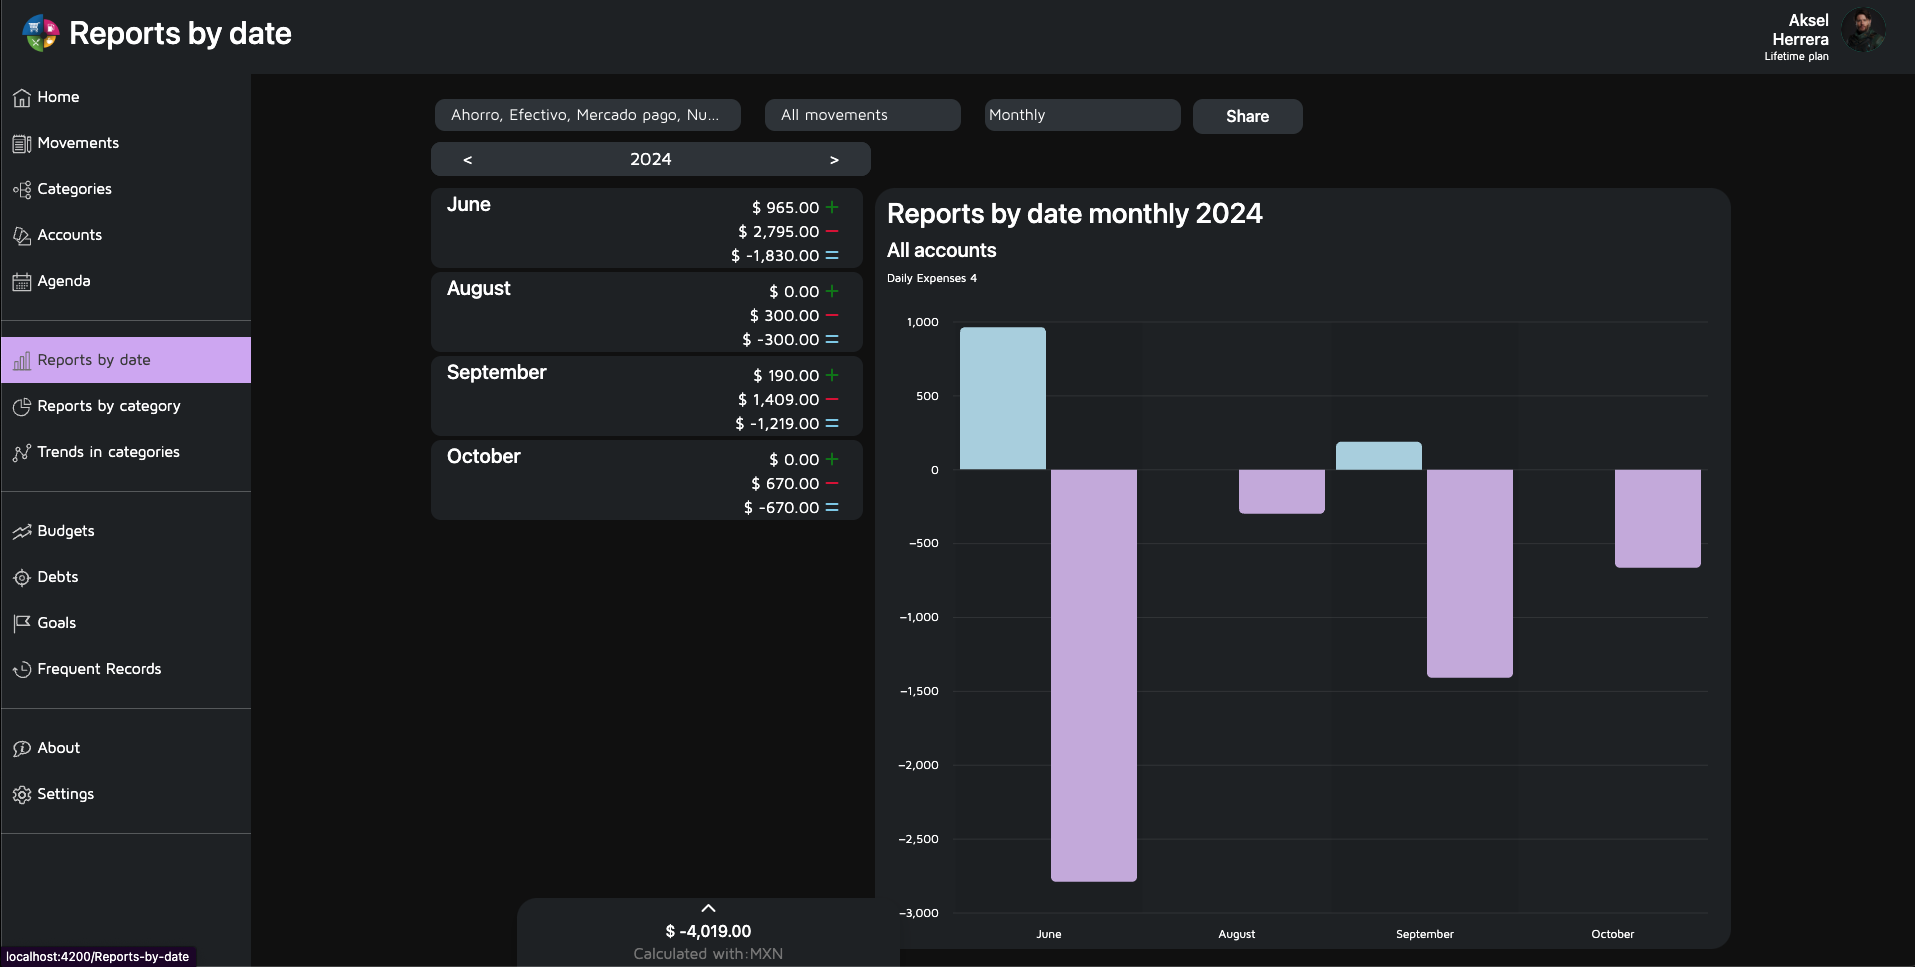 Reports by date
Aksel
Herrera
Lifetime plan
Home
Movements
Categories
Accounts
Agenda
Reports by date
Reports by category
Trends in categories
Budgets
Debts
Goals
Frequent Records
About
Settings
localhost:4200/Reports-by-date
Ahorro, Efectivo, Mercado pago, Nu...
All movements
Monthly
Share
< 2024 >
June
$ 965.00 +
$ 2,795.00 −
$ -1,830.00 =
August
$ 0.00 +
$ 300.00 −
$ -300.00 =
September
$ 190.00 +
$ 1,409.00 −
$ -1,219.00 =
October
$ 0.00 +
$ 670.00 −
$ -670.00 =
Reports by date monthly 2024
All accounts
Daily Expenses 4
1,000
500
0
−500
−1,000
−1,500
−2,000
−2,500
−3,000
June August September October
$ -4,019.00
Calculated with:MXN